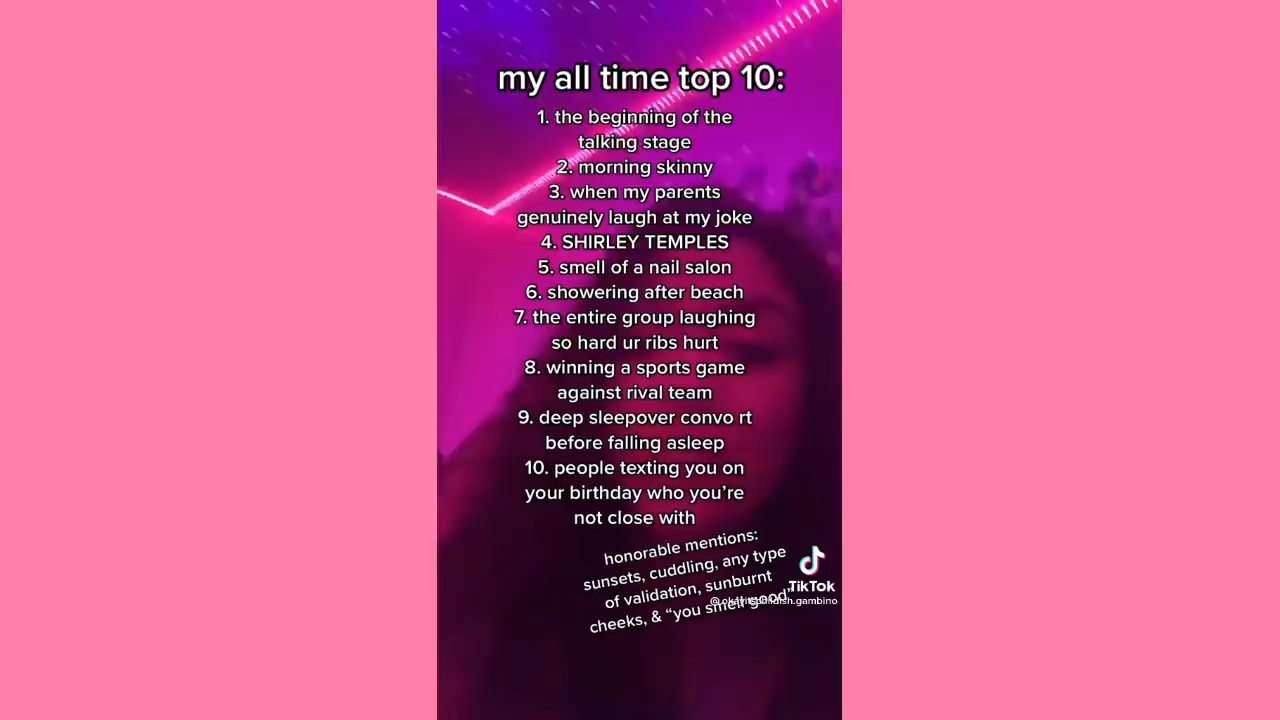 my all time top 10:
1. the beginning of the
talking stage
2. morning skinny
3. when my parents
genuinely laugh at my joke
4. SHIRLEY TEMPLES
5. smell of a nail salon
6. showering after beach
7. the entire group laughing
so hard ur ribs hurt
8. winning a sports game
against rival team
9. deep sleepover convo rt
before falling asleep
10. people texting you on
your birthday who you’re
not close with
honorable mentions:
sunsets, cuddling, any type
of validation, sunburnt
cheeks, & “you smell good”
TikTok